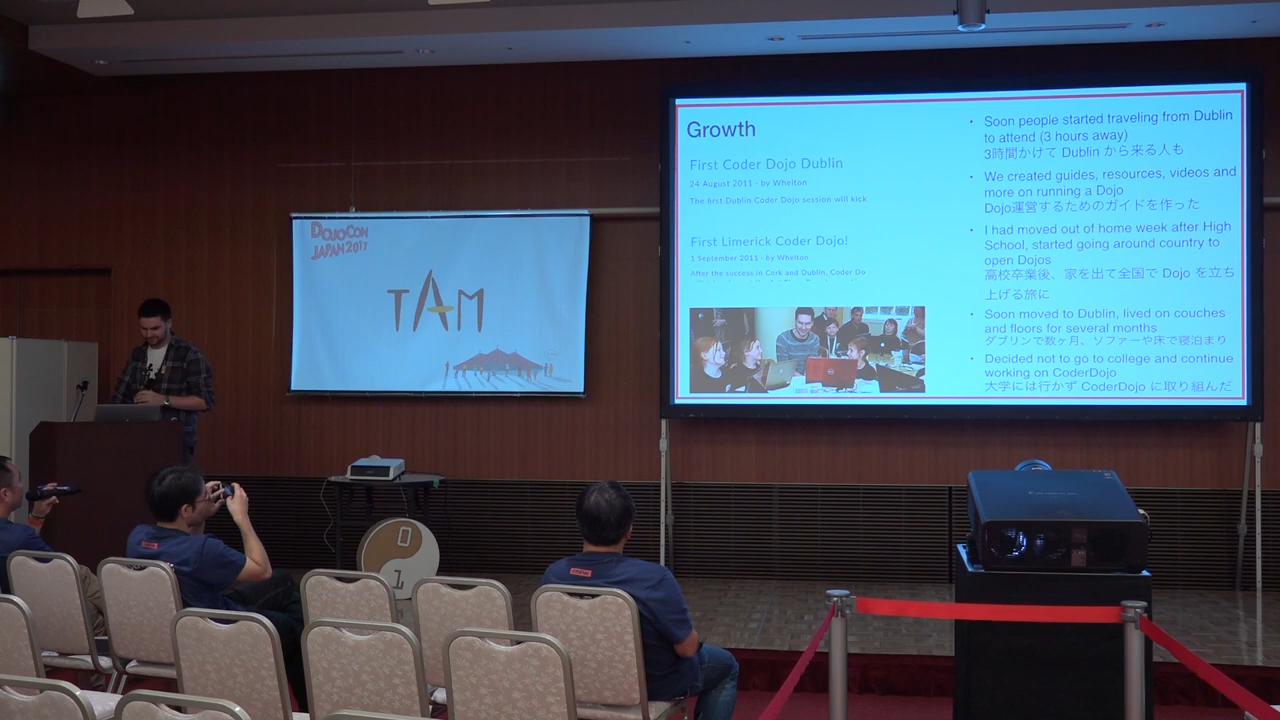 DOJOCON
JAPAN 2017
TAM
Growth
First Coder Dojo Dublin
24 August 2011 - by Whelton
The first Dublin Coder Dojo session will kick
First Limerick Coder Dojo!
1 September 2011 - by Whelton
After the success in Cork and Dublin, Coder Do
• Soon people started traveling from Dublin
to attend (3 hours away)
3時間かけて Dublin から来る人も
• We created guides, resources, videos and
more on running a Dojo
Dojo運営するためのガイドを作った
• I had moved out of home week after High
School, started going around country to
open Dojos
高校卒業後、家を出て全国で Dojo を立ち
上げる旅に
• Soon moved to Dublin, lived on couches
and floors for several months
ダブリンで数ヶ月、ソファーや床で寝泊まり
• Decided not to go to college and continue
working on CoderDojo
大学には行かず CoderDojo に取り組んだ
0
1